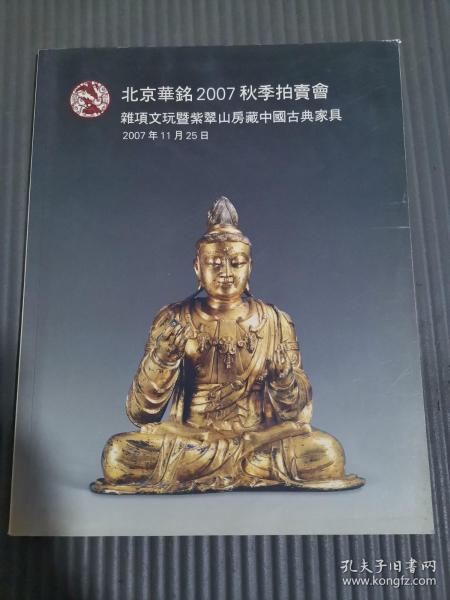 北京華銘 2007 秋季拍賣會
雜項文玩暨紫翠山房藏中國古典家具
2007 年 11 月 25 日
孔夫子旧书网
www.kongfz.com